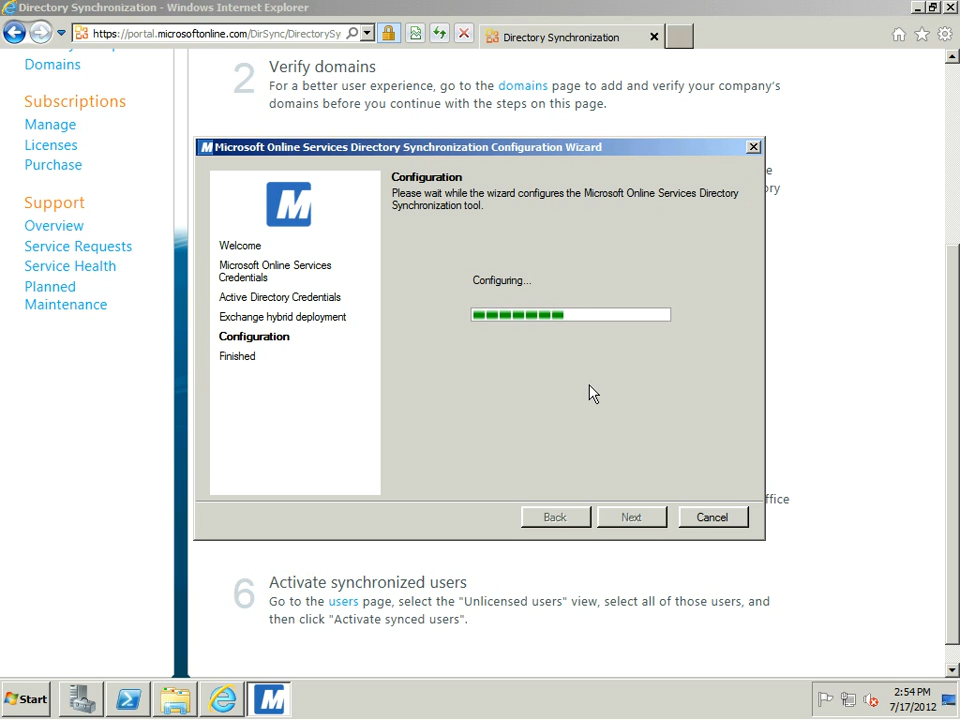 Directory Synchronization - Windows Internet Explorer
https://portal.microsoftonline.com/DirSync/DirectorySy
Directory Synchronization
Domains
Subscriptions
Manage
Licenses
Purchase
Support
Overview
Service Requests
Service Health
Planned
Maintenance
2 Verify domains
For a better user experience, go to the domains page to add and verify your company's
domains before you continue with the steps on this page.
Microsoft Online Services Directory Synchronization Configuration Wizard
M
Welcome
Microsoft Online Services
Credentials
Active Directory Credentials
Exchange hybrid deployment
Configuration
Finished
Configuration
Please wait while the wizard configures the Microsoft Online Services Directory
Synchronization tool.
Configuring...
Back
Next
Cancel
6 Activate synchronized users
Go to the users page, select the "Unlicensed users" view, select all of those users, and
then click "Activate synced users".
Start
2:54 PM
7/17/2012